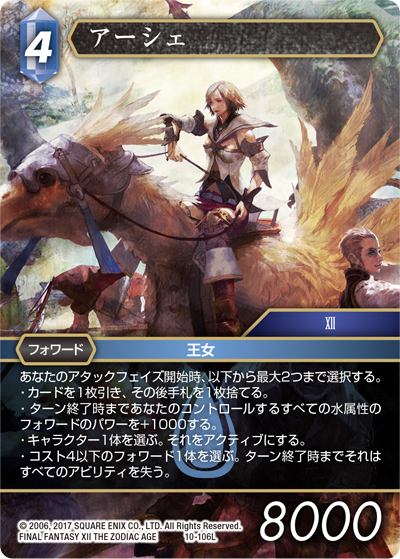 4
アーシェ
XII
フォワード
王女
あなたのアタックフェイズ開始時、以下から最大2つまで選択する。
・カードを1枚引き、その後手札を1枚捨てる。
・ターン終了時まであなたのコントロールするすべての水属性の
フォワードのパワーを+1000する。
・キャラクター1体を選ぶ。それをアクティブにする。
・コスト4以下のフォワード1体を選ぶ。ターン終了時までそれは
すべてのアビリティを失う。
© 2006, 2017 SQUARE ENIX CO., LTD. All Rights Reserved.
FINAL FANTASY XII THE ZODIAC AGE
10-106L
8000